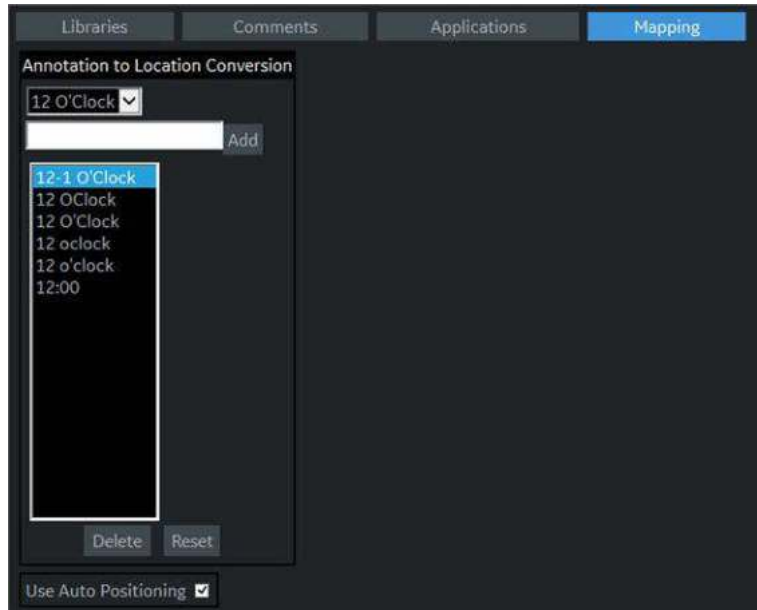 Libraries Comments Applications Mapping
Annotation to Location Conversion
12 O'Clock
Add
12-1 O'Clock
12 OClock
12 O'Clock
12 oclock
12 o'clock
12:00
Delete Reset
Use Auto Positioning